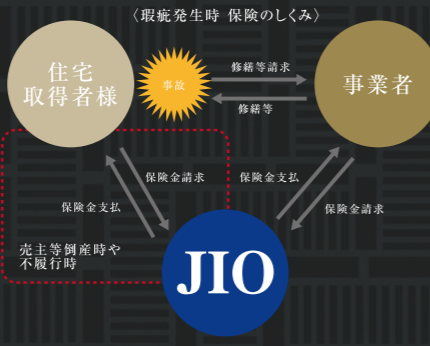 〈瑕疵発生時 保険のしくみ〉
住宅
取得者様
事故
修繕等請求
修繕等
事業者
保険金請求
保険金支払
保険金支払
保険金請求
売主等倒産時や
不履行時
JIO